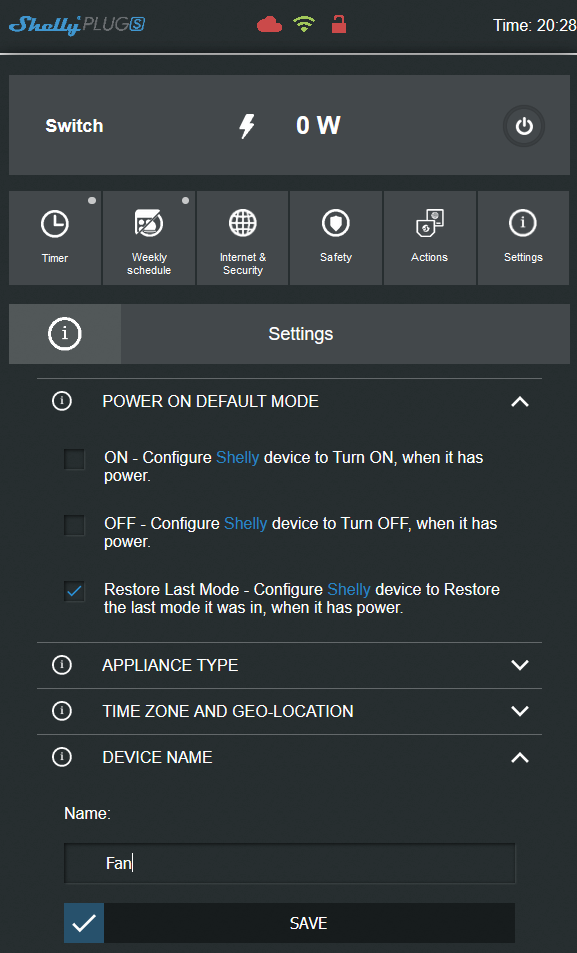 Shelly PLUG S
Time: 20:28
Switch
0 W
Timer
Weekly
schedule
Internet &
Security
Safety
Actions
Settings
Settings
POWER ON DEFAULT MODE
ON - Configure Shelly device to Turn ON, when it has
power.
OFF - Configure Shelly device to Turn OFF, when it has
power.
Restore Last Mode - Configure Shelly device to Restore
the last mode it was in, when it has power.
APPLIANCE TYPE
TIME ZONE AND GEO-LOCATION
DEVICE NAME
Name:
Fan
SAVE